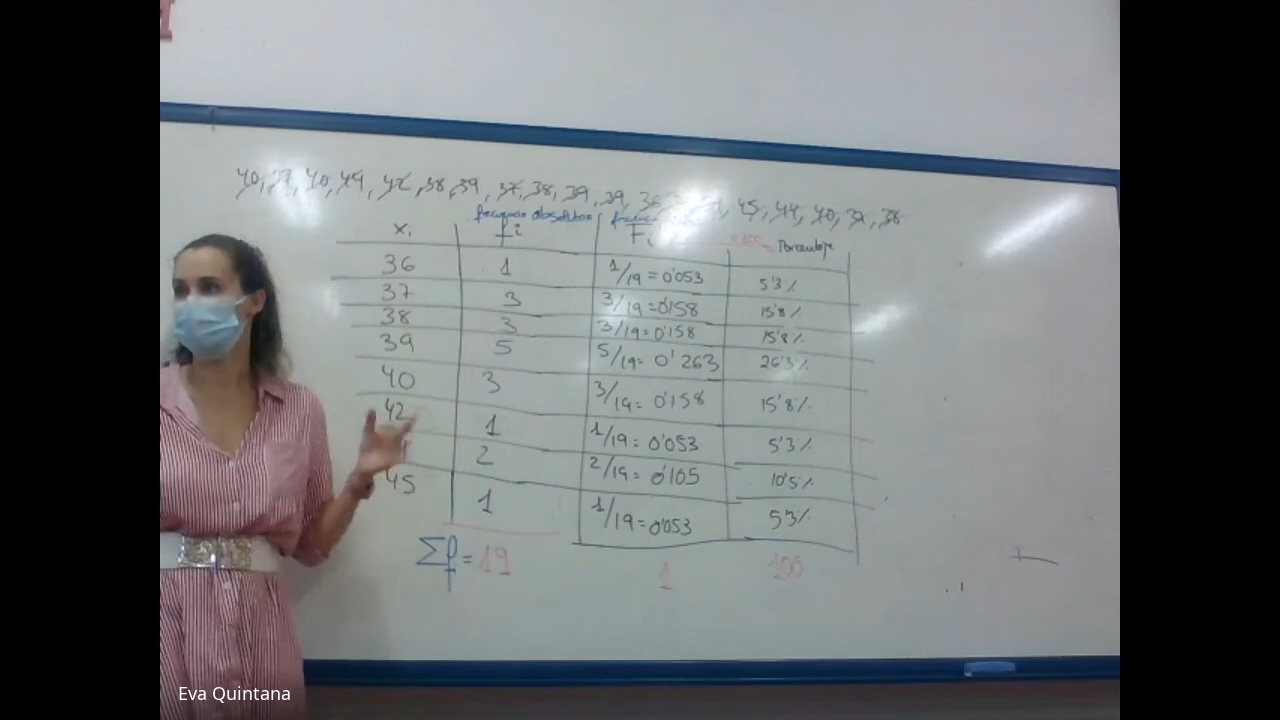 40, 37, 40, 44, 42, 38, 39, 37, 38, 39, 39, 36, 45, 44, 40, 37, 38
frecuencia absoluta
xi fi Fi Porcentaje
36 1 1/19 = 0'053 5'3%
37 3 3/19 = 0'158 15'8%
38 3 3/19 = 0'158 15'8%
39 5 5/19 = 0'263 26'3%
40 3 3/19 = 0'158 15'8%
42 1 1/19 = 0'053 5'3%
2 2/19 = 0'105 10'5%
45 1 1/19 = 0'053 5'3%
Σf = 19 1 100
Eva Quintana